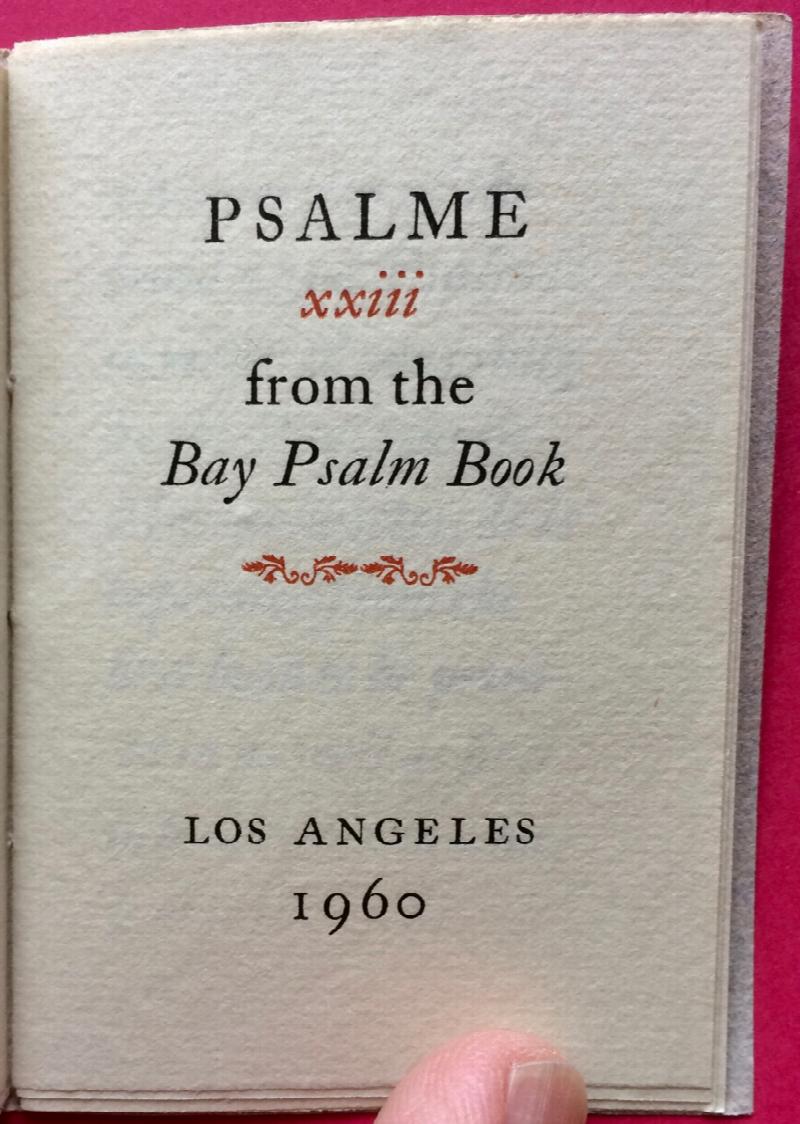 PSALME
xxiii
from the
Bay Psalm Book
LOS ANGELES
1960